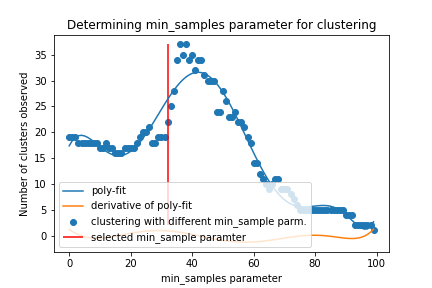 Determining min_samples parameter for clustering
Number of clusters observed
35
30
25
20
15
10
5
0
poly-fit
derivative of poly-fit
clustering with different min_sample parm.
selected min_sample paramter
0
20
40
60
80
100
min_samples parameter